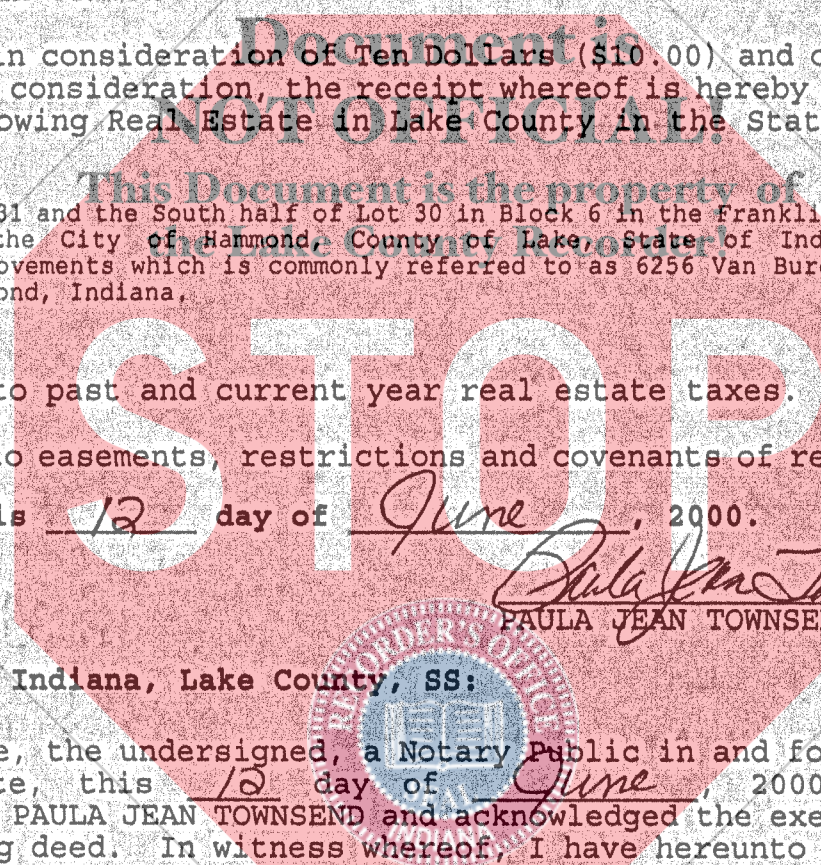 Document is
in consideration of Ten Dollars ($10.00) and
consideration, the receipt whereof is hereby
NOT OFFICIAL!
owing Real Estate in Lake County in the Stat
This Document is the property of
31 and the South half of Lot 30 in Block 6 in the Frankli
the City of Hammond, County of Lake, State of Ind
the Lake County Recorder!
ovements which is commonly referred to as 6256 Van Bur
ond, Indiana.
STOP
to past and current year real estate taxes.
o easements, restrictions and covenants of re
is 12 day of June, 2000.
Paula Jean
PAULA JEAN TOWNSE
Indiana, Lake County, SS:
RECORDER'S OFFICE
e, the undersigned, a Notary Public in and fo
te, this 12 day of June, 2000
SEAL
PAULA JEAN TOWNSEND and acknowledged the exe
INDIANA
g deed. In witness whereof, I have hereunto